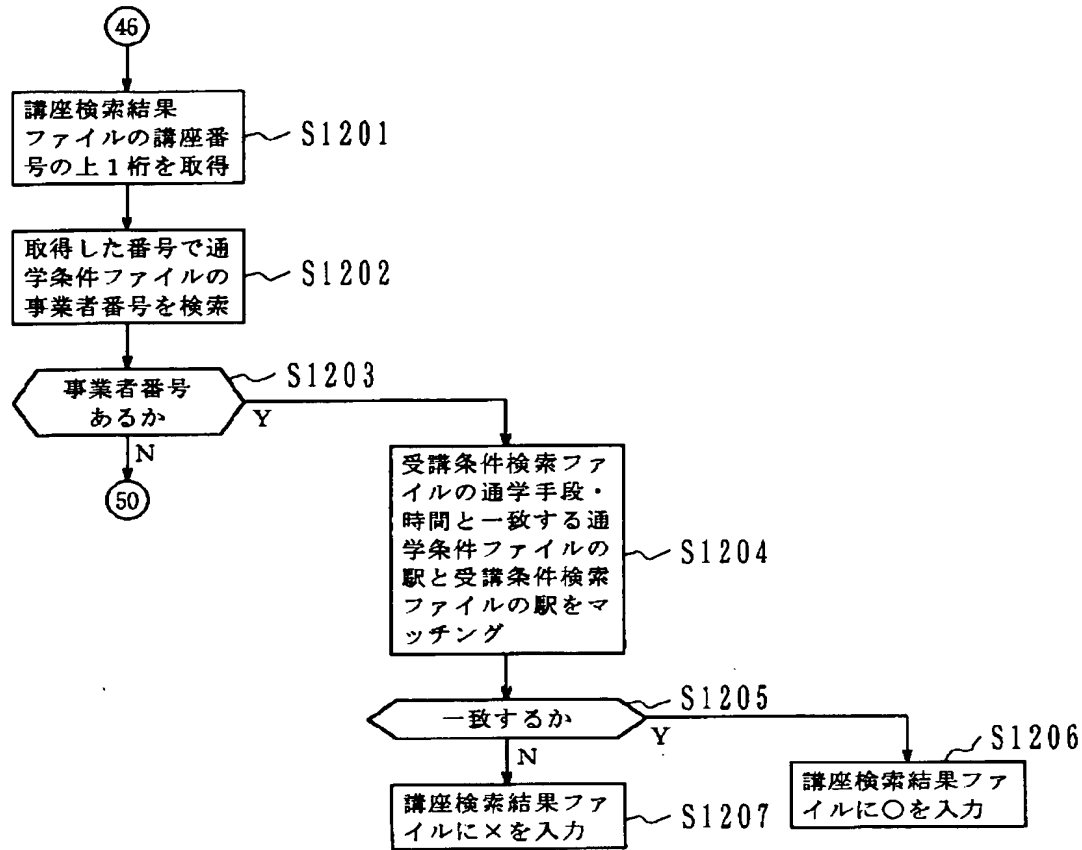 46
講座検索結果
ファイルの講座番
号の上1桁を取得
S1201
取得した番号で通
学条件ファイルの
事業者番号を検索
S1202
事業者番号
あるか
S1203
Y
N
50
受講条件検索ファ
イルの通学手段・
時間と一致する通
学条件ファイルの
駅と受講条件検索
ファイルの駅をマ
ッチング
S1204
一致するか
S1205
Y
N
講座検索結果ファ
イルに○を入力
S1206
講座検索結果ファ
イルに×を入力
S1207